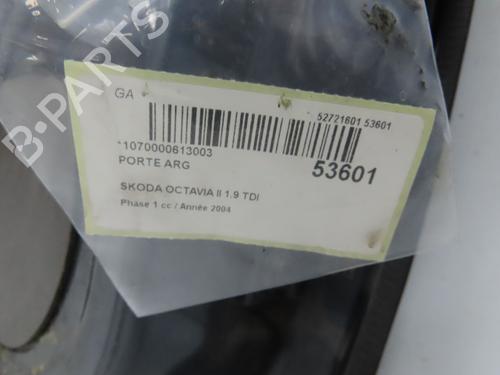 GA
52721601 53601
*1070000613003
PORTE ARG
53601
SKODA OCTAVIA II 1.9 TDI
Phase 1 cc / Année 2004
B-PARTS